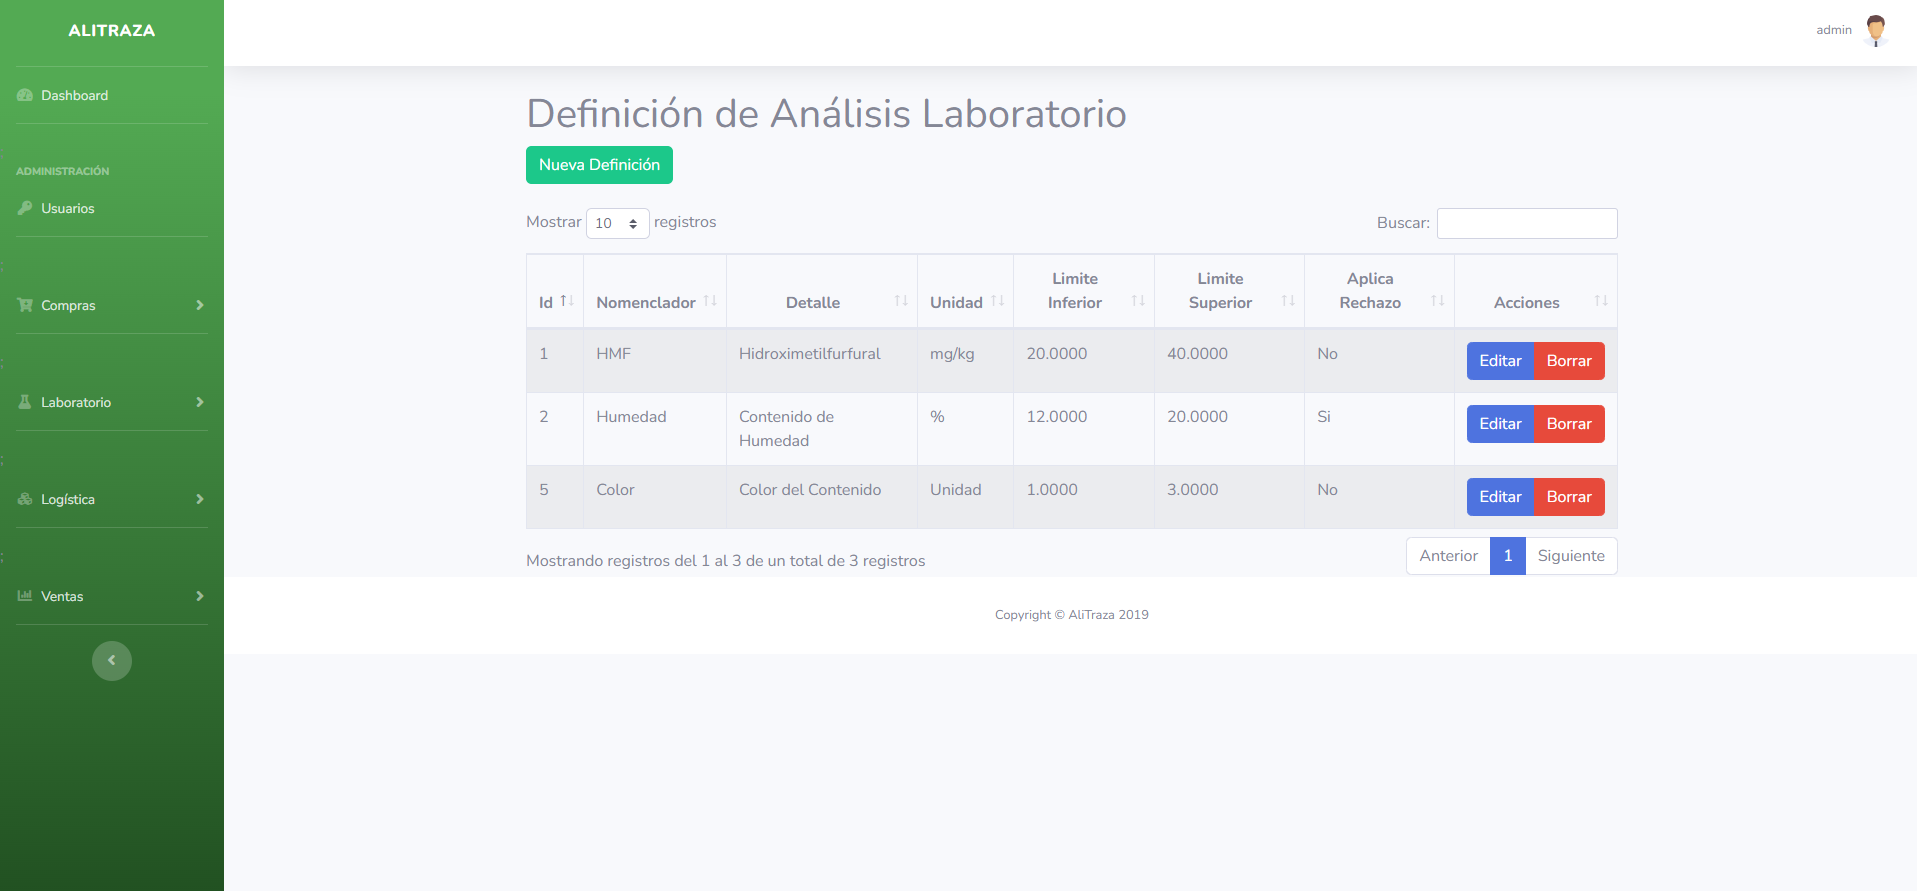 ALITRAZA
admin
Dashboard
ADMINISTRACIÓN
Usuarios
;
Compras
;
Laboratorio
;
Logística
;
Ventas
Definición de Análisis Laboratorio
Nueva Definición
Mostrar 10 registros
Buscar:
Id Nomenclador Detalle Unidad Limite Inferior Limite Superior Aplica Rechazo Acciones
1 HMF Hidroximetilfurfural mg/kg 20.0000 40.0000 No Editar Borrar
2 Humedad Contenido de Humedad % 12.0000 20.0000 Si Editar Borrar
5 Color Color del Contenido Unidad 1.0000 3.0000 No Editar Borrar
Mostrando registros del 1 al 3 de un total de 3 registros
Anterior 1 Siguiente
Copyright © AliTraza 2019